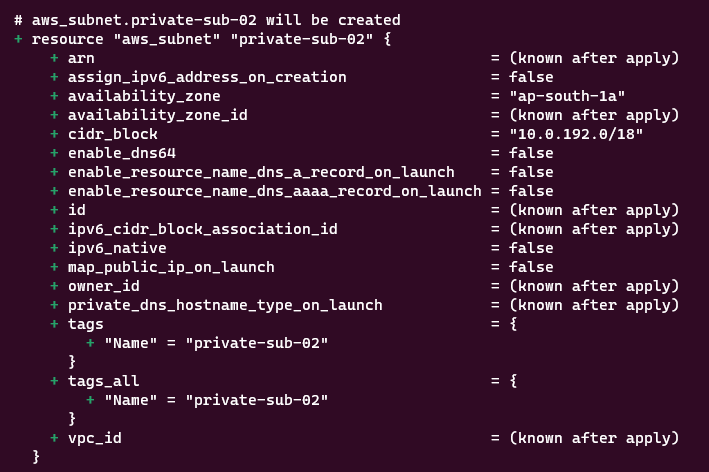 # aws_subnet.private-sub-02 will be created
+ resource "aws_subnet" "private-sub-02" {
+ arn = (known after apply)
+ assign_ipv6_address_on_creation = false
+ availability_zone = "ap-south-1a"
+ availability_zone_id = (known after apply)
+ cidr_block = "10.0.192.0/18"
+ enable_dns64 = false
+ enable_resource_name_dns_a_record_on_launch = false
+ enable_resource_name_dns_aaaa_record_on_launch = false
+ id = (known after apply)
+ ipv6_cidr_block_association_id = (known after apply)
+ ipv6_native = false
+ map_public_ip_on_launch = false
+ owner_id = (known after apply)
+ private_dns_hostname_type_on_launch = (known after apply)
+ tags = {
+ "Name" = "private-sub-02"
}
+ tags_all = {
+ "Name" = "private-sub-02"
}
+ vpc_id = (known after apply)
}